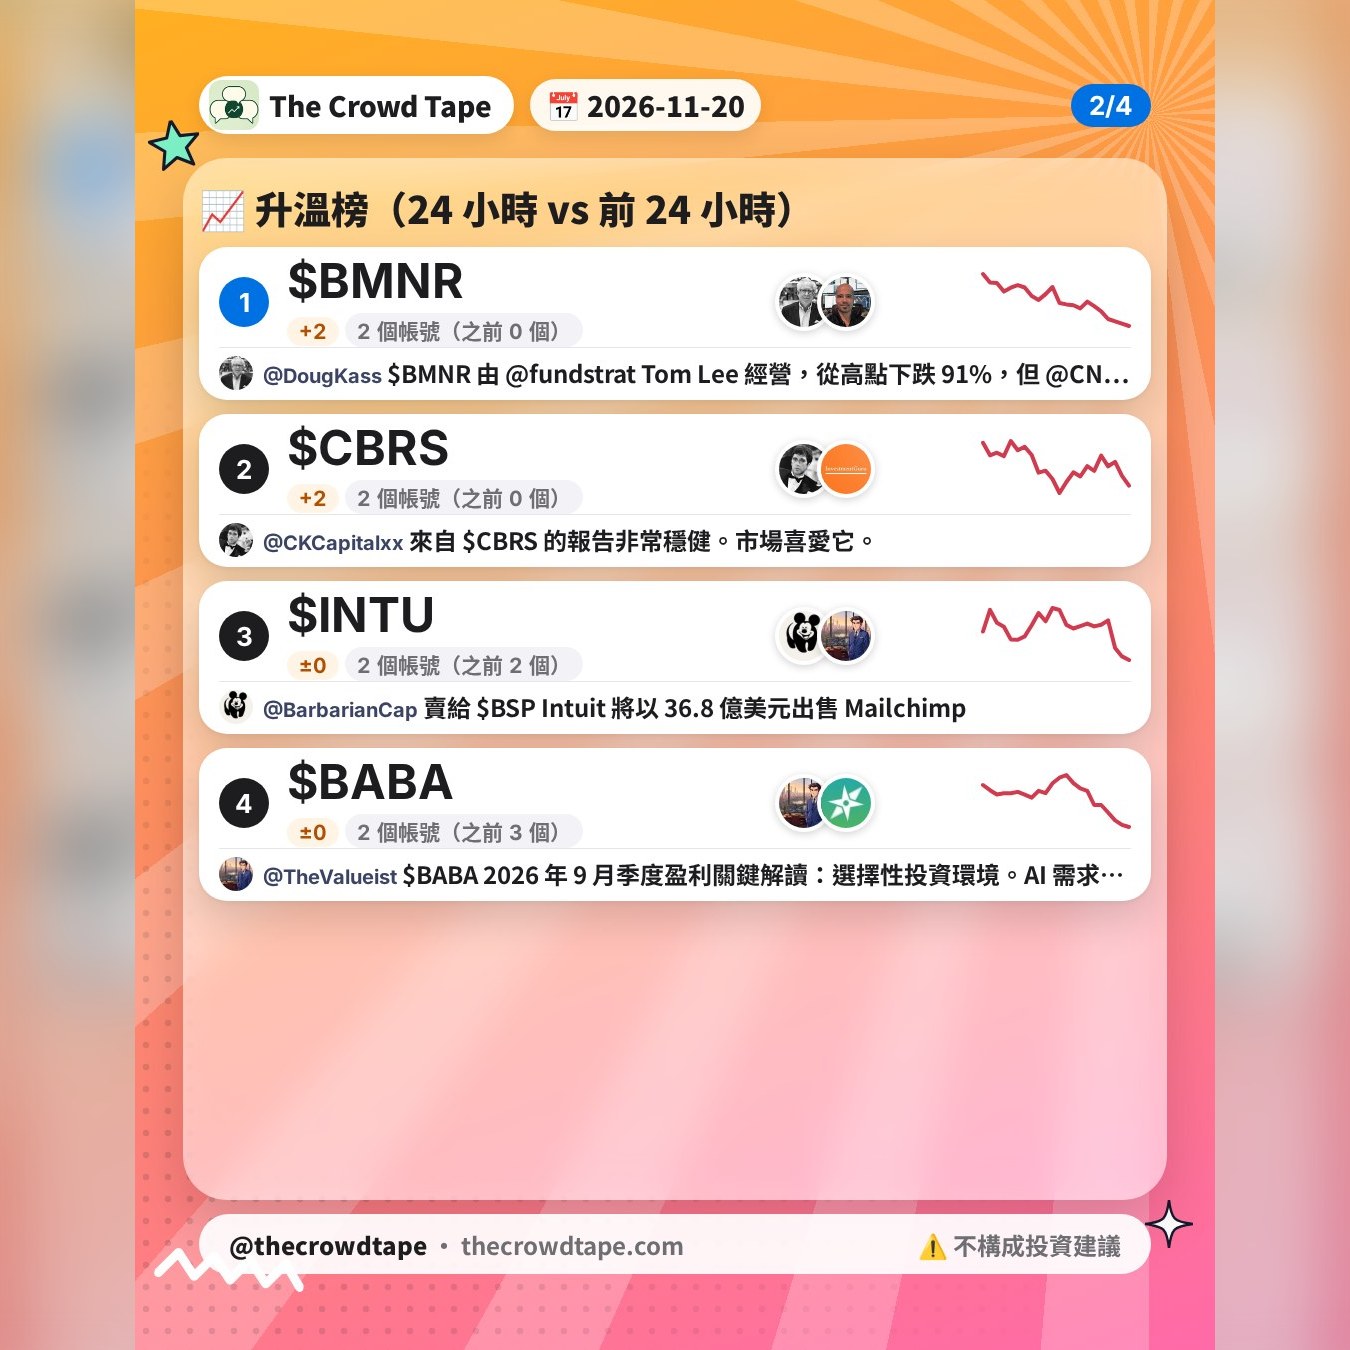 The Crowd Tape
July 17 2026-11-20
2/4
升溫榜（24 小時 vs 前 24 小時）
1 $BMNR
+2 2 個帳號（之前 0 個）
@DougKass $BMNR 由 @fundstrat Tom Lee 經營，從高點下跌 91%，但 @CN…
2 $CBRS
+2 2 個帳號（之前 0 個）
@CKCapitalxx 來自 $CBRS 的報告非常穩健。市場喜愛它。
3 $INTU
±0 2 個帳號（之前 2 個）
@BarbarianCap 賣給 $BSP Intuit 將以 36.8 億美元出售 Mailchimp
4 $BABA
±0 2 個帳號（之前 3 個）
@TheValueist $BABA 2026 年 9 月季度盈利關鍵解讀：選擇性投資環境。AI 需求…
@thecrowdtape • thecrowdtape.com
不構成投資建議